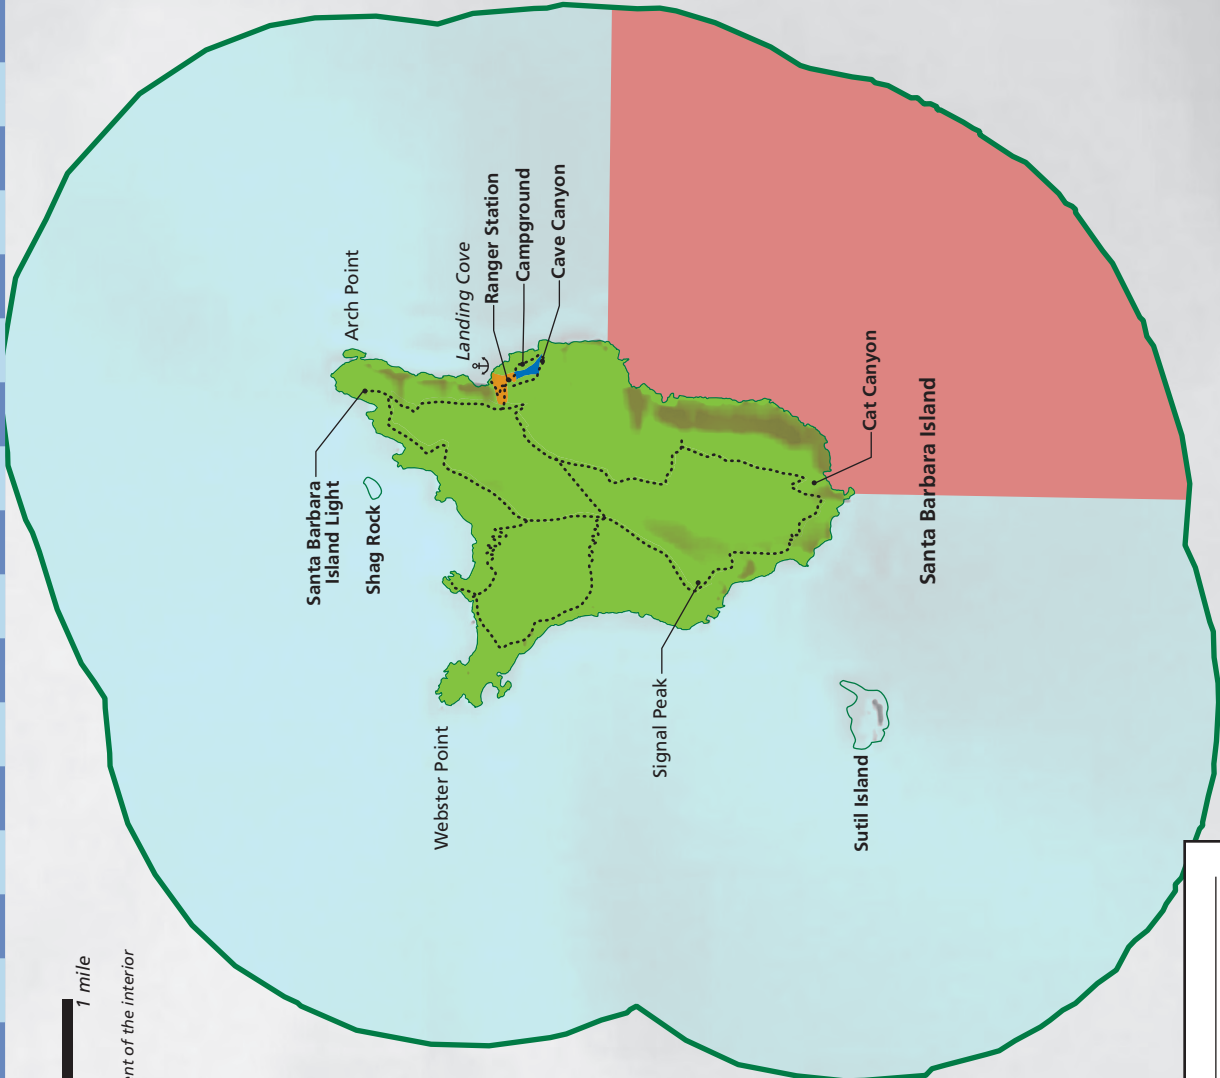 Arch Point
Landing Cove
Ranger Station
Campground
Cave Canyon
Santa Barbara
Island Light
Shag Rock
Cat Canyon
Santa Barbara Island
Webster Point
Signal Peak
Sutil Island
1 mile
ent of the interior